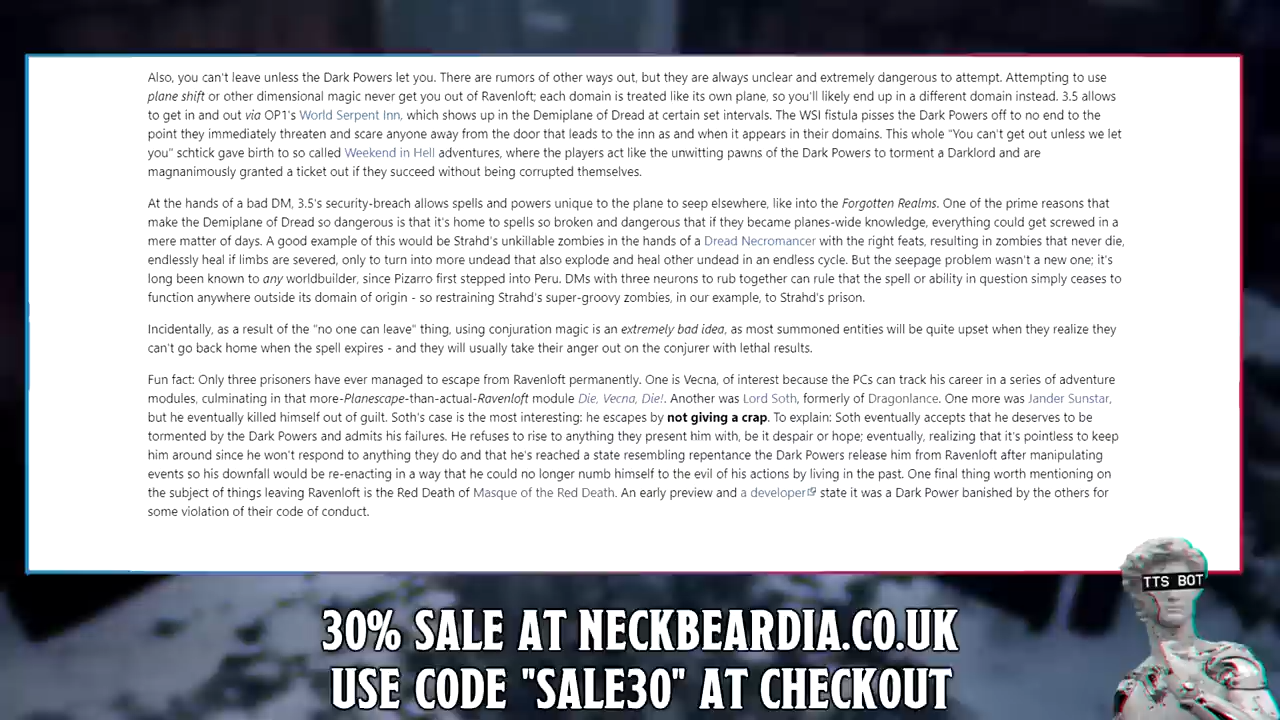 Also, you can't leave unless the Dark Powers let you. There are rumors of other ways out, but they are always unclear and extremely dangerous to attempt. Attempting to use
plane shift or other dimensional magic never get you out of Ravenloft; each domain is treated like its own plane, so you'll likely end up in a different domain instead. 3.5 allows
to get in and out via OP1's World Serpent Inn, which shows up in the Demiplane of Dread at certain set intervals. The WSI fistula pisses the Dark Powers off to no end to the
point they immediately threaten and scare anyone away from the door that leads to the inn as and when it appears in their domains. This whole "You can't get out unless we let
you" schtick gave birth to so called Weekend in Hell adventures, where the players act like the unwitting pawns of the Dark Powers to torment a Darklord and are
magnanimously granted a ticket out if they succeed without being corrupted themselves.
At the hands of a bad DM, 3.5's security-breach allows spells and powers unique to the plane to seep elsewhere, like into the Forgotten Realms. One of the prime reasons that
make the Demiplane of Dread so dangerous is that it's home to spells so broken and dangerous that if they became planes-wide knowledge, everything could get screwed in a
mere matter of days. A good example of this would be Strahd's unkillable zombies in the hands of a Dread Necromancer with the right feats, resulting in zombies that never die,
endlessly heal if limbs are severed, only to turn into more undead that also explode and heal other undead in an endless cycle. But the seepage problem wasn't a new one; it's
long been known to any worldbuilder, since Pizarro first stepped into Peru. DMs with three neurons to rub together can rule that the spell or ability in question simply ceases to
function anywhere outside its domain of origin - so restraining Strahd's super-groovy zombies, in our example, to Strahd's prison.
Incidentally, as a result of the "no one can leave" thing, using conjuration magic is an extremely bad idea, as most summoned entities will be quite upset when they realize they
can't go back home when the spell expires - and they will usually take their anger out on the conjurer with lethal results.
Fun fact: Only three prisoners have ever managed to escape from Ravenloft permanently. One is Vecna, of interest because the PCs can track his career in a series of adventure
modules, culminating in that more-Planescape-than-actual-Ravenloft module Die, Vecna, Die!. Another was Lord Soth, formerly of Dragonlance. One more was Jander Sunstar,
but he eventually killed himself out of guilt. Soth's case is the most interesting: he escapes by not giving a crap. To explain: Soth eventually accepts that he deserves to be
tormented by the Dark Powers and admits his failures. He refuses to rise to anything they present him with, be it despair or hope; eventually, realizing that it's pointless to keep
him around since he won't respond to anything they do and that he's reached a state resembling repentance the Dark Powers release him from Ravenloft after manipulating
events so his downfall would be re-enacting in a way that he could no longer numb himself to the evil of his actions by living in the past. One final thing worth mentioning on
the subject of things leaving Ravenloft is the Red Death of Masque of the Red Death. An early preview and a developer state it was a Dark Power banished by the others for
some violation of their code of conduct.
TTS BOT
30% SALE AT NECKBEARDIA.CO.UK
USE CODE "SALE30" AT CHECKOUT